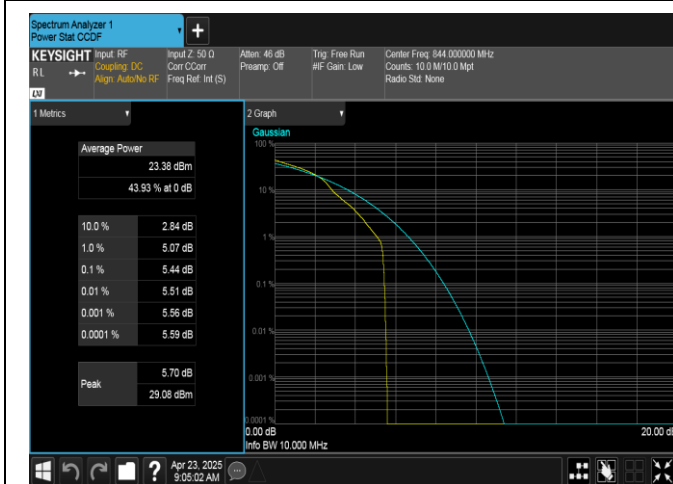 Spectrum Analyzer 1
Power Stat CCDF
+
KEYSIGHT
RL
LXI
Input: RF
Coupling: DC
Align: Auto/No RF
Input Z: 50 Ω
Corr CCorr
Freq Ref: Int (S)
Atten: 46 dB
Preamp: Off
Trig: Free Run
#IF Gain: Low
Center Freq: 844.000000 MHz
Counts: 10.0 M/10.0 Mpt
Radio Std: None
1 Metrics
Average Power
23.38 dBm
43.93 % at 0 dB
10.0 % 2.84 dB
1.0 % 5.07 dB
0.1 % 5.44 dB
0.01 % 5.51 dB
0.001 % 5.56 dB
0.0001 % 5.59 dB
Peak
5.70 dB
29.08 dBm
2 Graph
Gaussian
100 %
10 %
1 %
0.1 %
0.01 %
0.001 %
0.0001 %
0.00 dB
20.00 dB
Info BW 10.000 MHz
?
Apr 23, 2025
9:05:02 AM